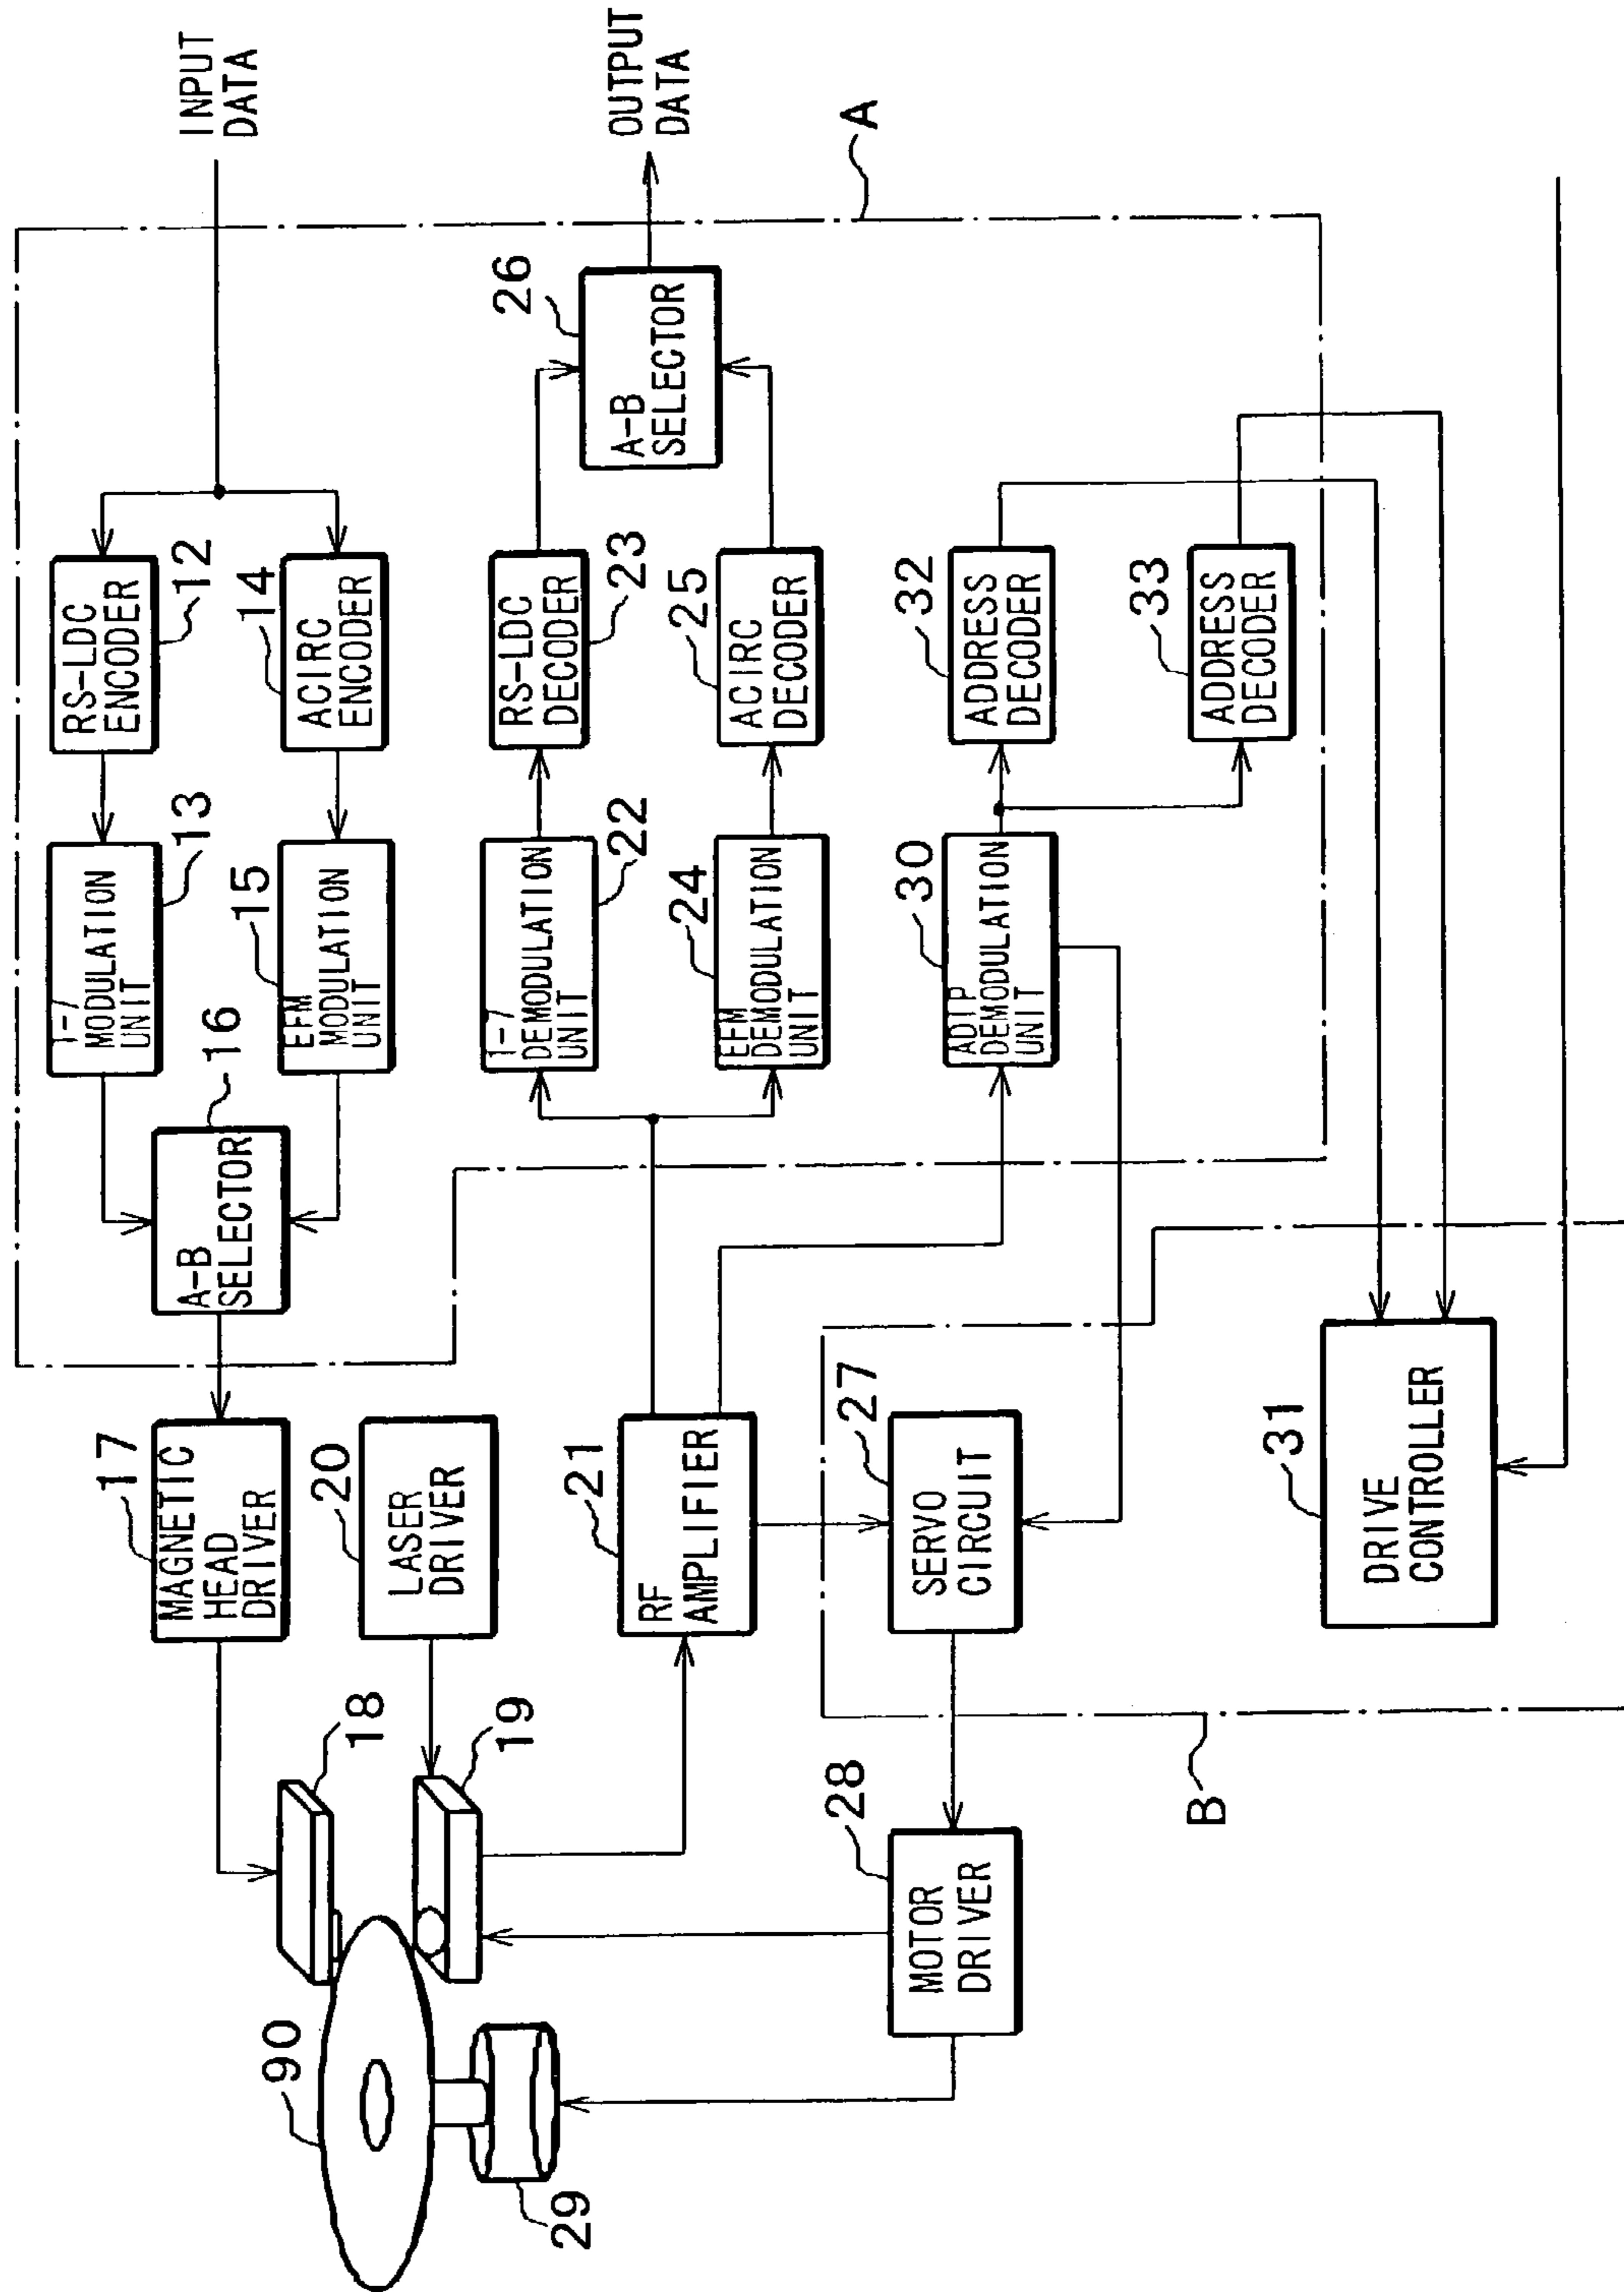 INPUT
DATA
RS-LDC
ENCODER
12
1-7
MODULATION
UNIT
13
ACIRC
ENCODER
14
EFM
MODULATION
UNIT
15
A-B
SELECTOR
16
MAGNETIC
HEAD
DRIVER
17
18
LASER
DRIVER
20
19
90
29
OUTPUT
DATA
A-B
SELECTOR
26
RS-LDC
DECODER
23
1-7
DEMODULATION
UNIT
22
ACIRC
DECODER
25
EFM
DEMODULATION
UNIT
24
RF
AMPLIFIER
21
A
ADDRESS
DECODER
32
ADDRESS
DECODER
33
ADIP
DEMODULATION
UNIT
30
SERVO
CIRCUIT
27
MOTOR
DRIVER
28
B
DRIVE
CONTROLLER
31